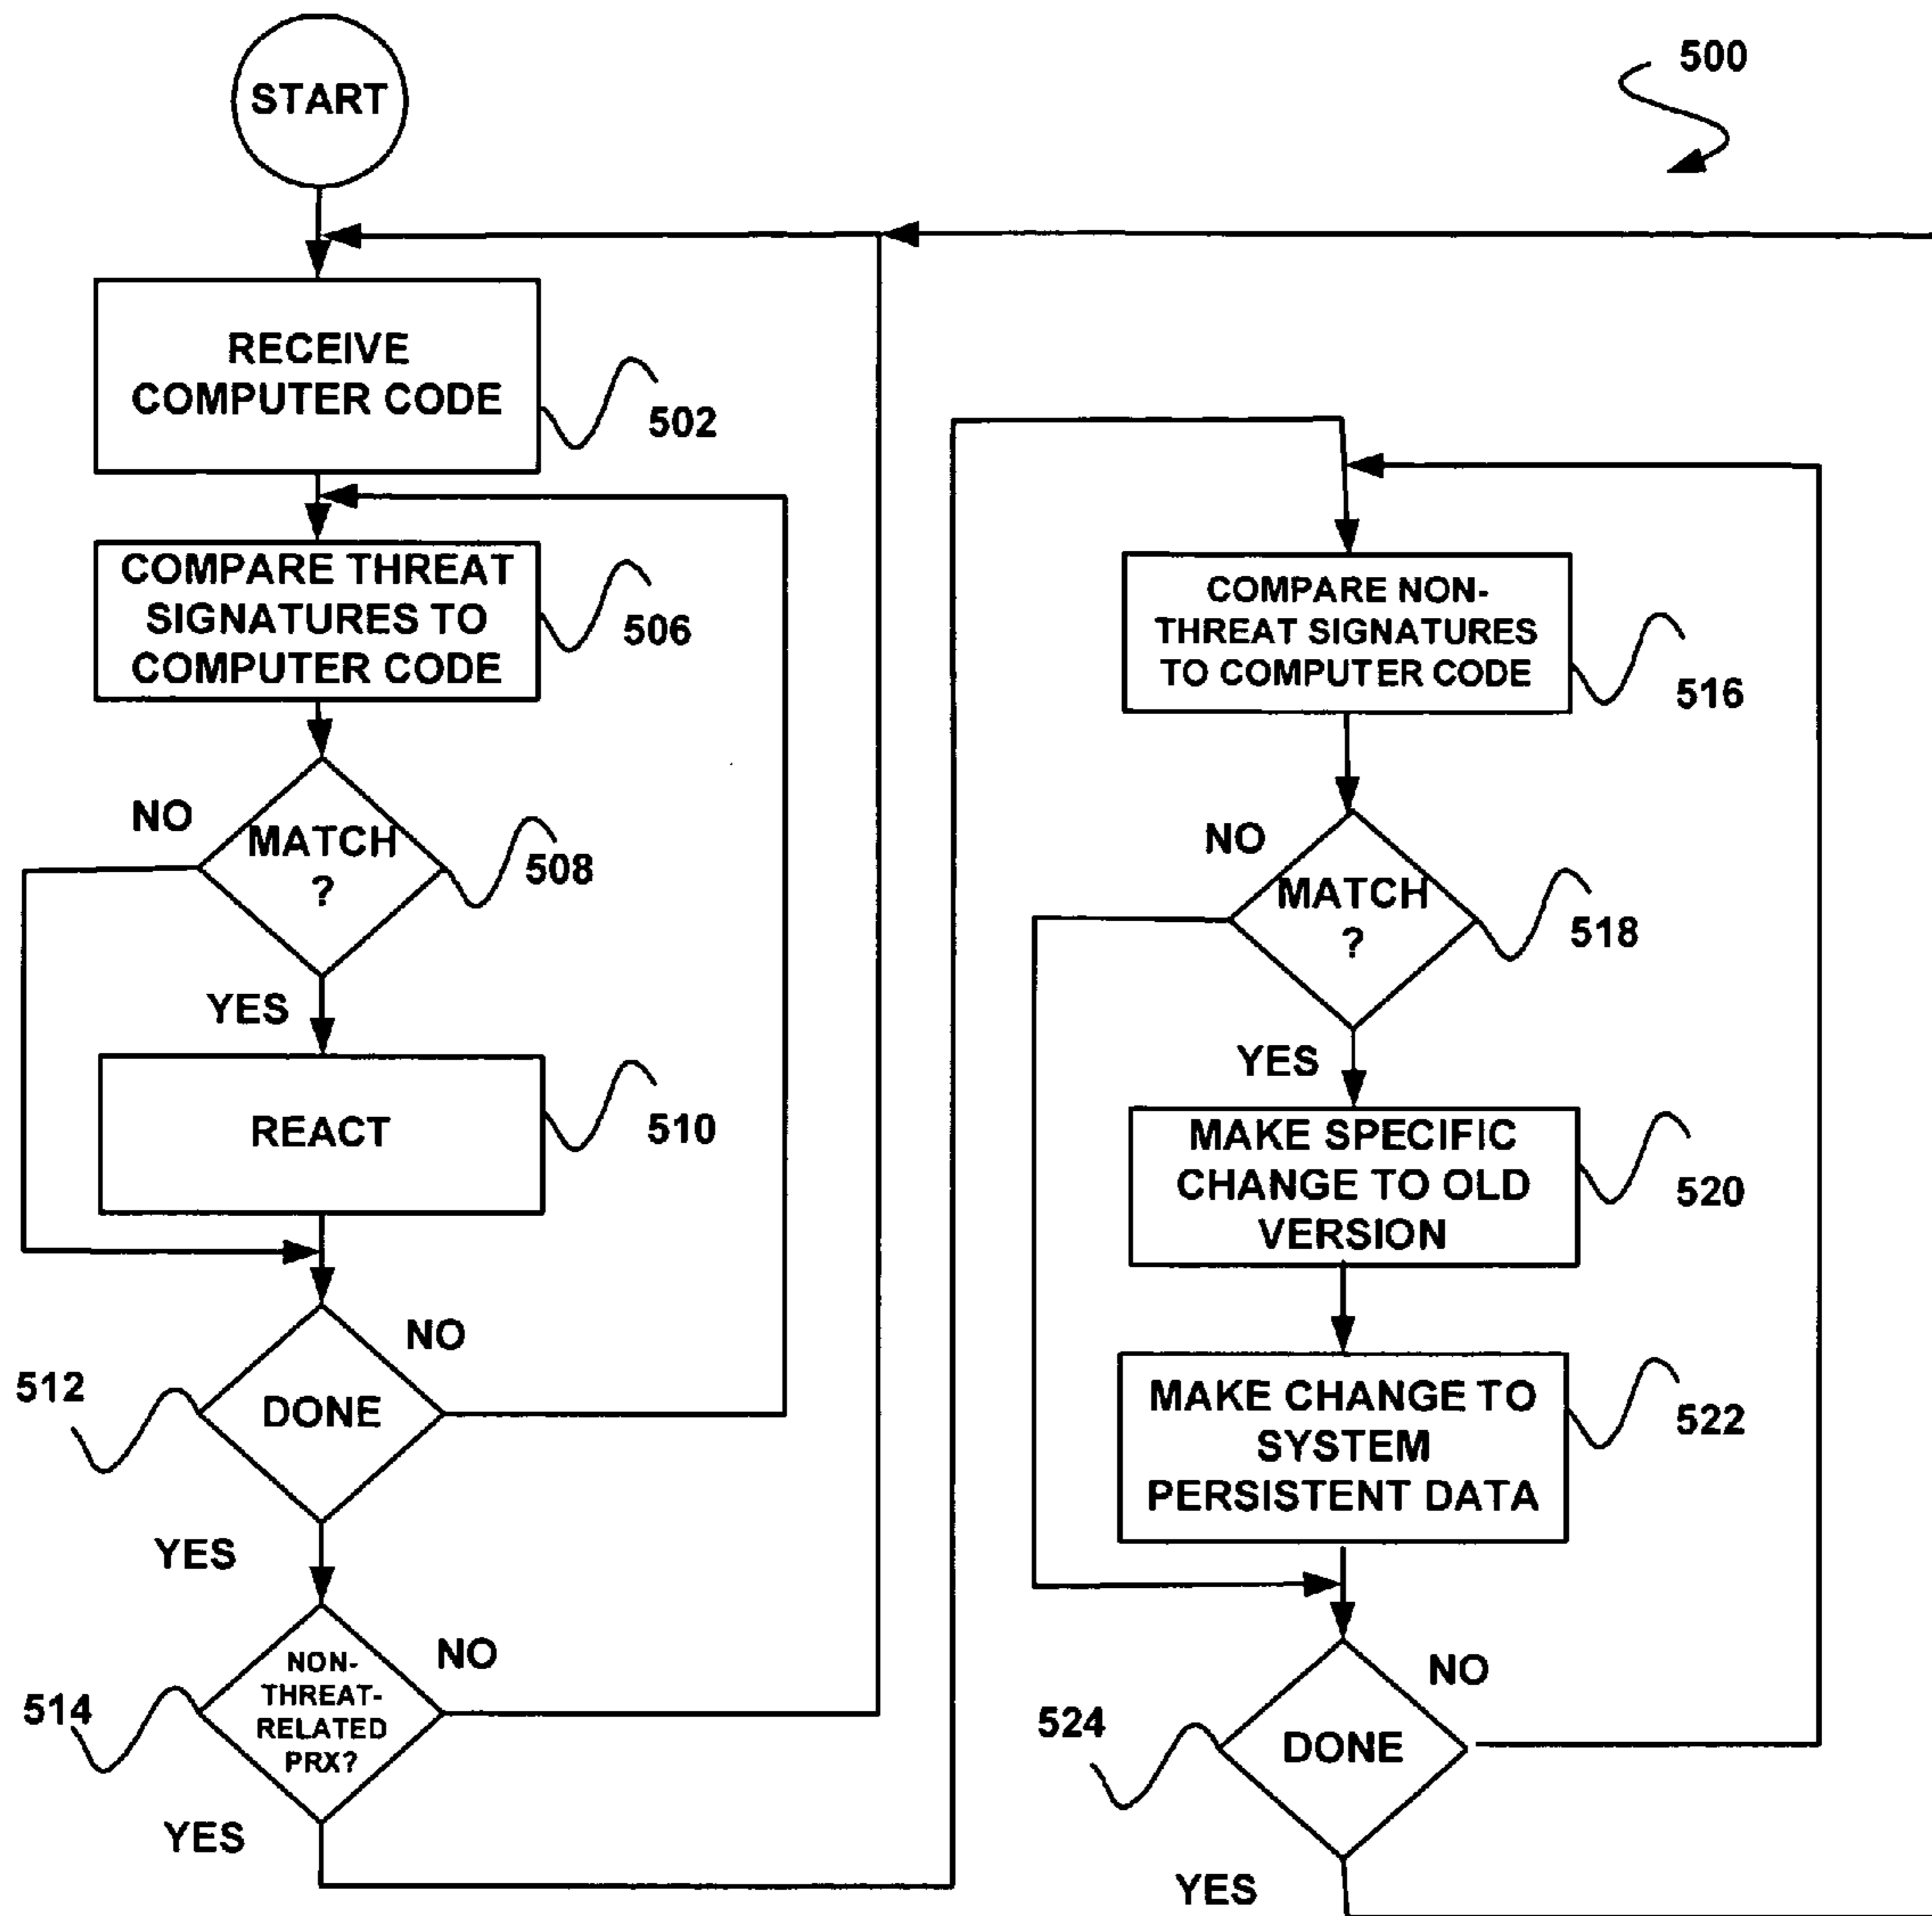 START
500
RECEIVE
COMPUTER CODE
502
COMPARE THREAT
SIGNATURES TO
COMPUTER CODE
506
NO
MATCH
?
508
YES
REACT
510
NO
512
DONE
YES
NON-
THREAT-
RELATED
PRX?
NO
514
YES
COMPARE NON-
THREAT SIGNATURES
TO COMPUTER CODE
516
NO
MATCH
?
518
YES
MAKE SPECIFIC
CHANGE TO OLD
VERSION
520
MAKE CHANGE TO
SYSTEM
PERSISTENT DATA
522
NO
524
DONE
YES